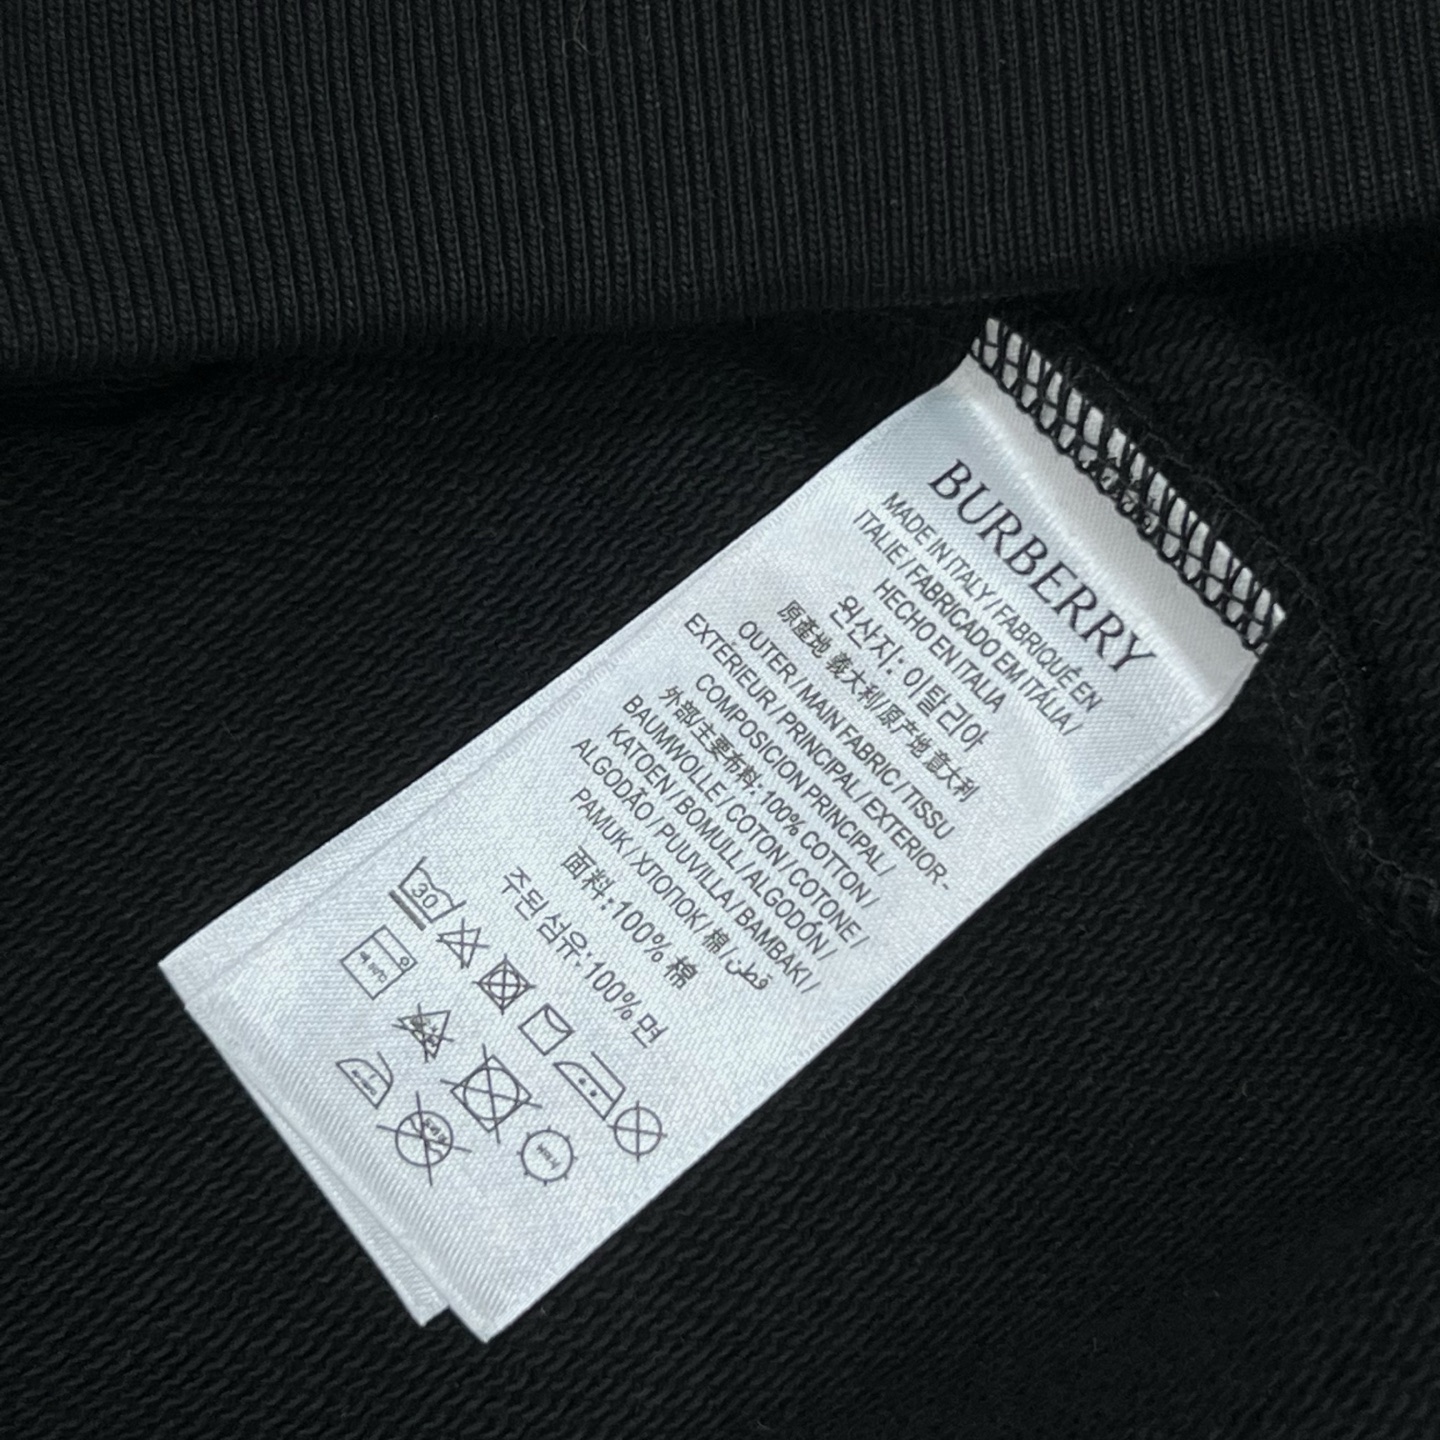 BURBERRY
MADE IN ITALY / FABRIQUÉ EN
ITALIE / FABRICADO EM ITÁLIA /
HECHO EN ITALIA
원산지: 이탈리아
原產地 義大利/原产地 意大利
OUTER / MAIN FABRIC / TISSU
EXTERIEUR / PRINCIPAL / EXTERIOR-
COMPOSICION PRINCIPAL /
外部/主要布料: 100% COTTON /
BAUMWOLLE / COTON / COTONE /
KATOEN / BOMULL / ALGODÓN /
ALGODÃO / PUUVILLA / BAMBAKI /
PAMUK / ХПОПОК / 棉 / قطن
面料: 100% 棉
주된 섬유: 100% 면
30